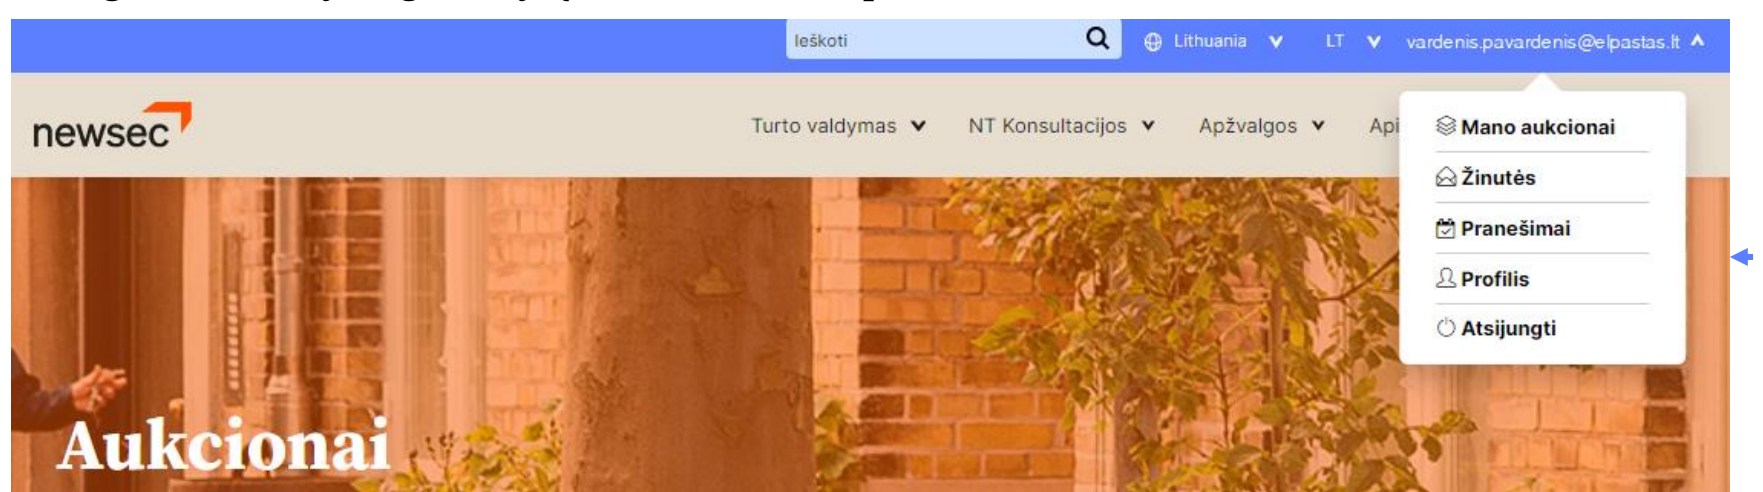 Ieškoti
Lithuania
LT
vardenis.pavardenis@elpastas.lt
newsec
Turto valdymas
NT Konsultacijos
Apžvalgos
Mano aukcionai
Žinutės
Pranešimai
Profilis
Atsijungti
Aukcionai